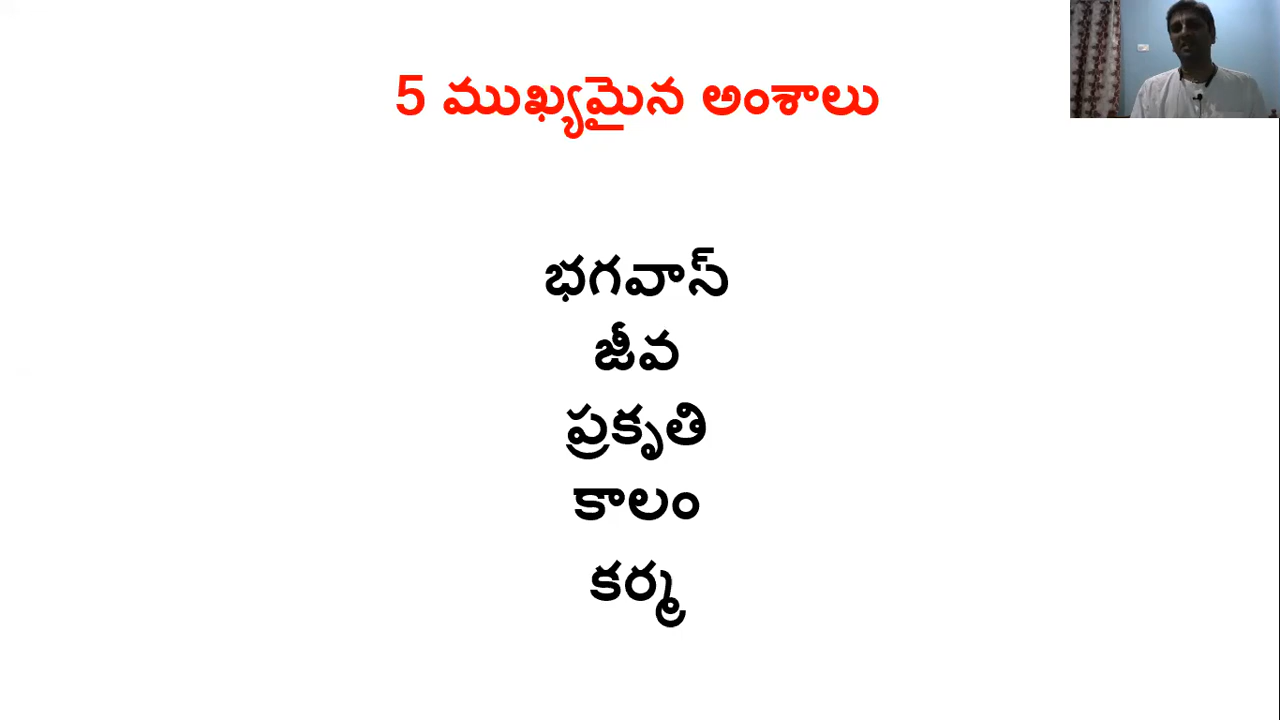 5 ముఖ్యమైన అంశాలు
భగవాన్
జీవ
ప్రకృతి
కాలం
కర్మ